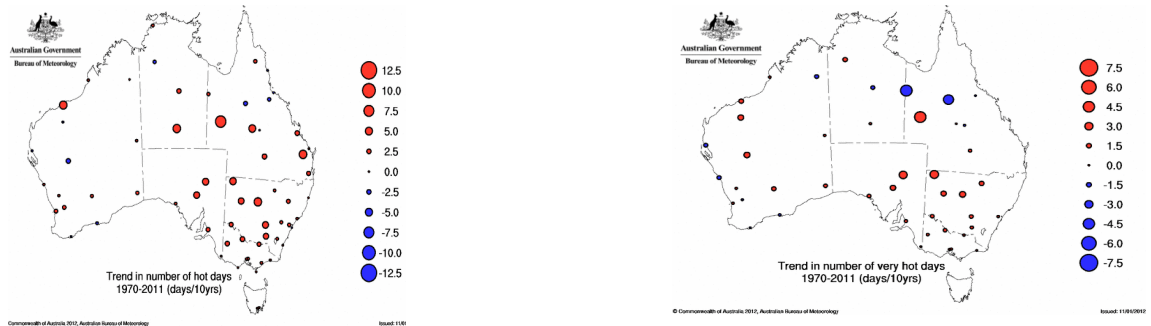 Australian Government
Bureau of Meteorology
12.5
10.0
7.5
5.0
2.5
0.0
-2.5
-5.0
-7.5
-10.0
-12.5
Trend in number of hot days
1970-2011 (days/10yrs)
Commonwealth of Australia 2012, Australian Bureau of Meteorology
Issued: 11/01
Australian Government
Bureau of Meteorology
7.5
6.0
4.5
3.0
1.5
0.0
-1.5
-3.0
-4.5
-6.0
-7.5
Trend in number of very hot days
1970-2011 (days/10yrs)
© Commonwealth of Australia 2012, Australian Bureau of Meteorology
Issued: 11/01/2012